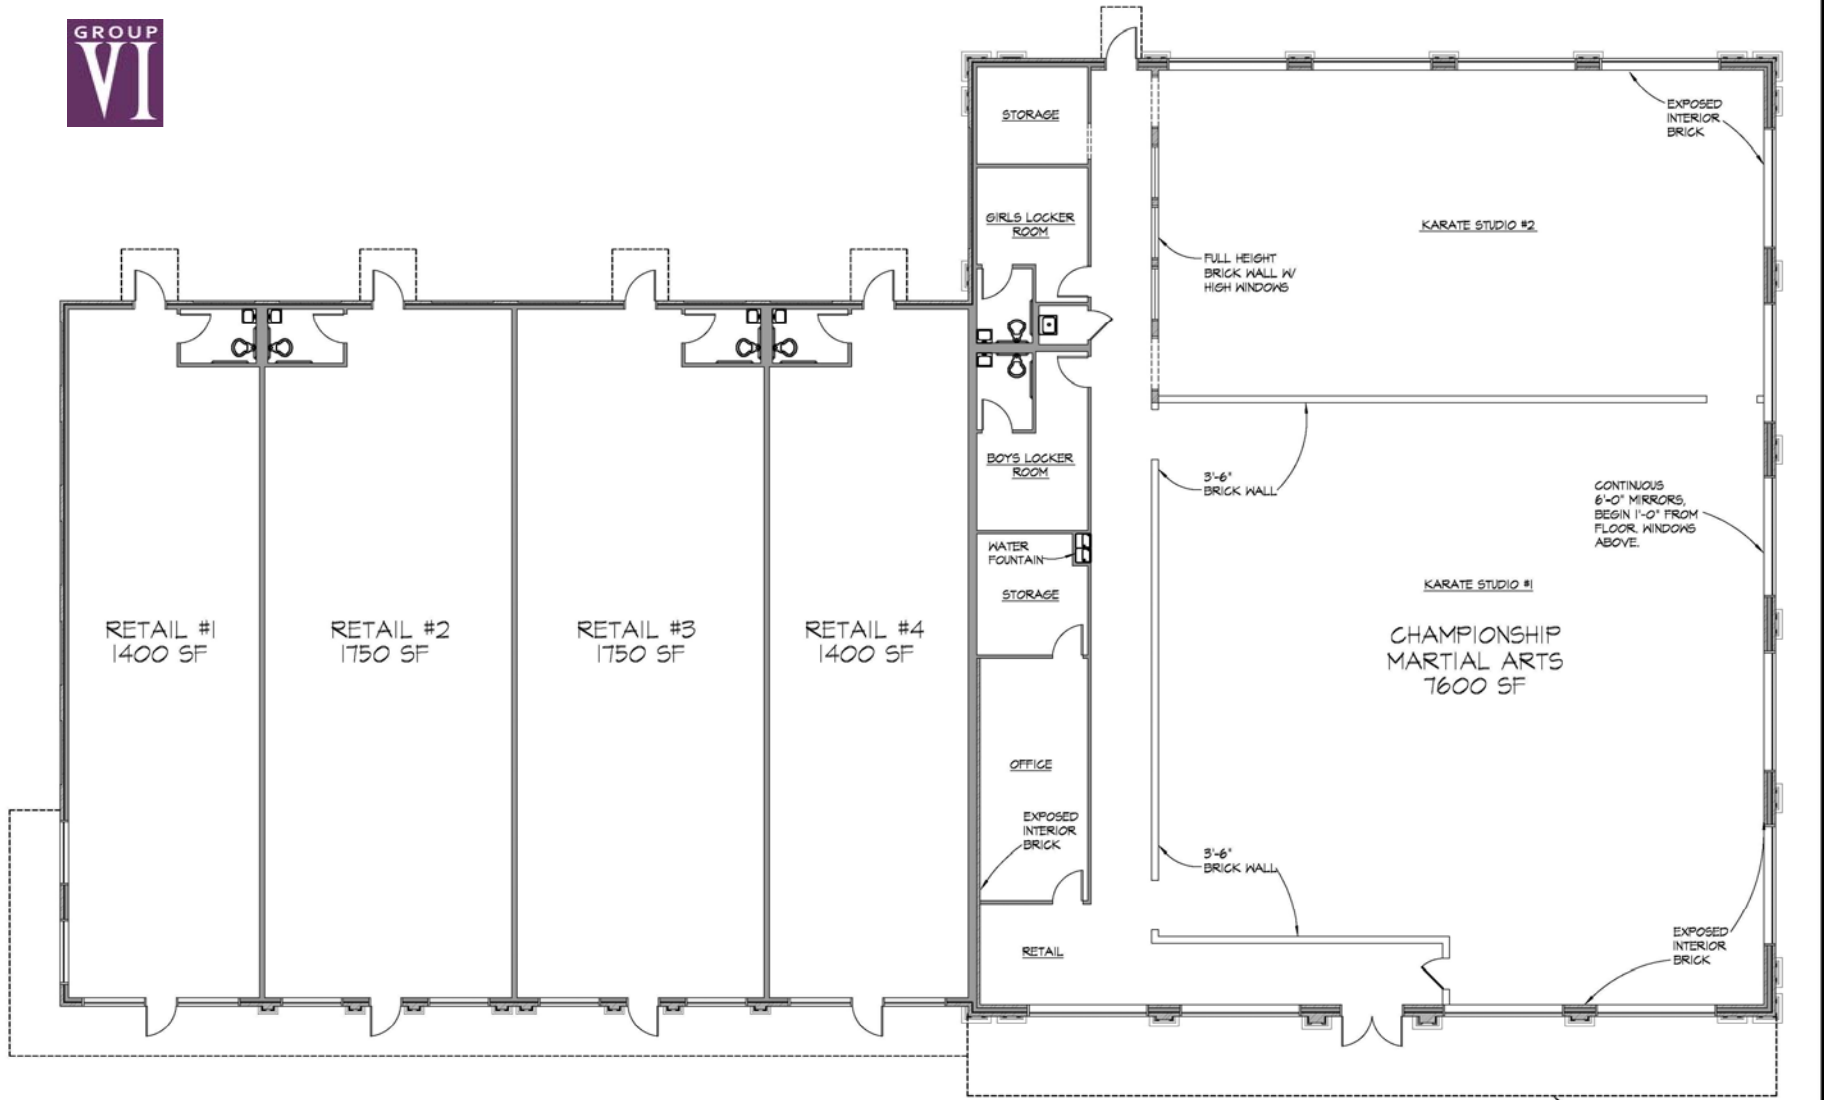 GROUP
VI
STORAGE
EXPOSED
INTERIOR
BRICK
GIRLS LOCKER
ROOM
KARATE STUDIO #2
FULL HEIGHT
BRICK WALL W/
HIGH WINDOWS
BOYS LOCKER
ROOM
3'-6"
BRICK WALL
CONTINUOUS
6'-0" MIRRORS,
BEGIN 1'-0" FROM
FLOOR. WINDOWS
ABOVE.
WATER
FOUNTAIN
STORAGE
KARATE STUDIO #1
RETAIL #1
1400 SF
RETAIL #2
1750 SF
RETAIL #3
1750 SF
RETAIL #4
1400 SF
CHAMPIONSHIP
MARTIAL ARTS
7600 SF
OFFICE
EXPOSED
INTERIOR
BRICK
3'-6"
BRICK WALL
RETAIL
EXPOSED
INTERIOR
BRICK